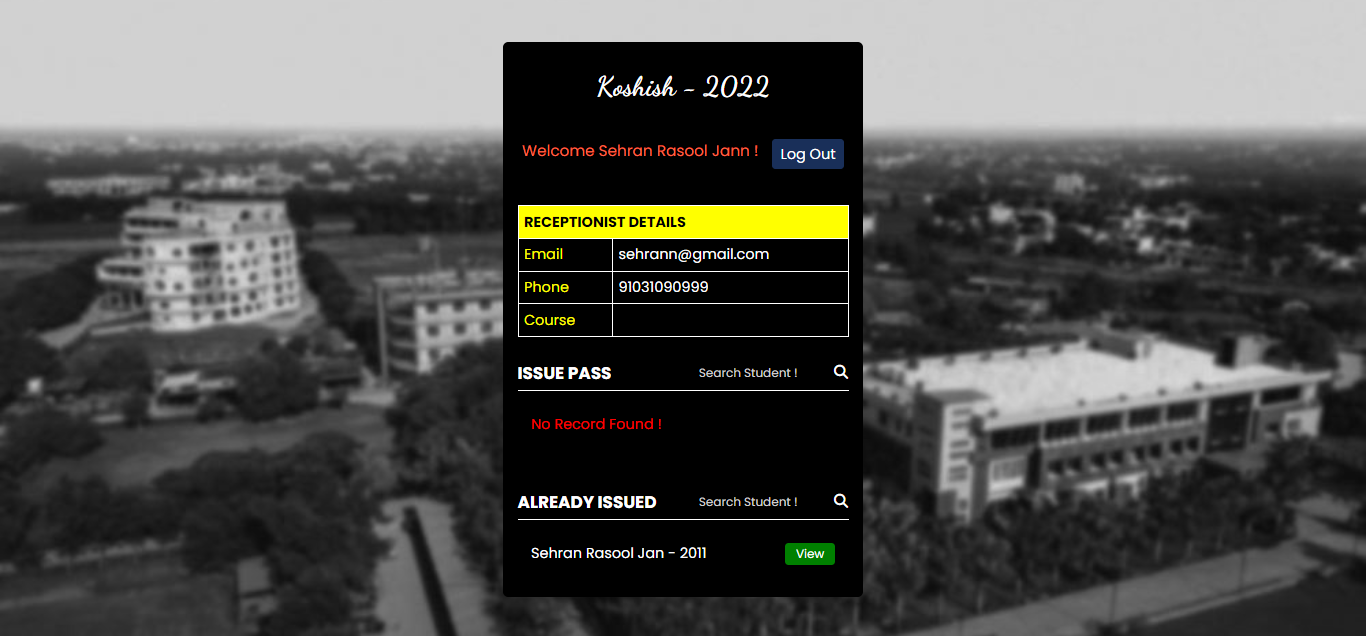 Koshish - 2022
Welcome Sehran Rasool Jann !
Log Out
RECEPTIONIST DETAILS
Email sehrann@gmail.com
Phone 91031090999
Course
ISSUE PASS Search Student !
No Record Found !
ALREADY ISSUED Search Student !
Sehran Rasool Jan - 2011 View